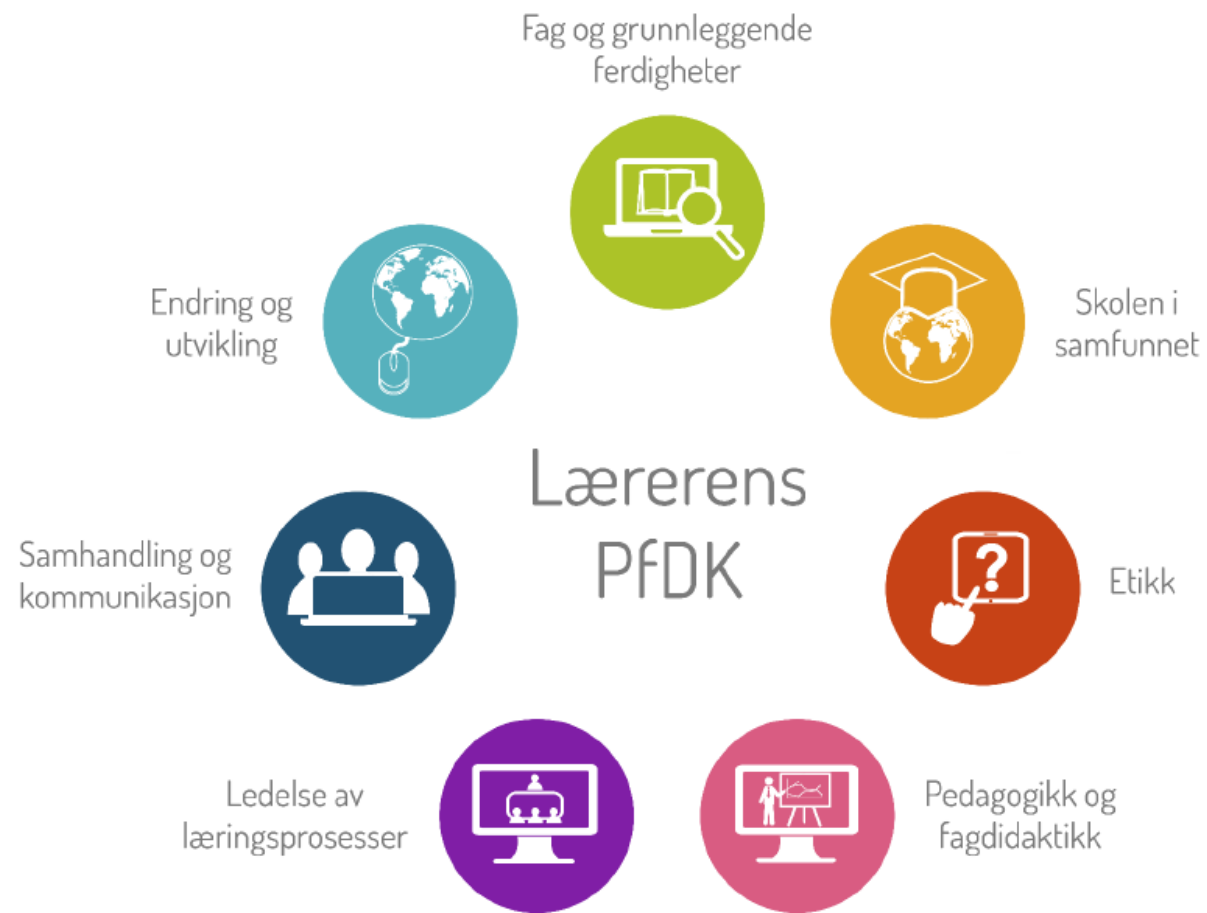 Fag og grunnleggende
ferdigheter
Endring og
utvikling
Skolen i
samfunnet
Lærerens
PfDK
Samhandling og
kommunikasjon
Etikk
?
Ledelse av
læringsprosesser
Pedagogikk og
fagdidaktikk